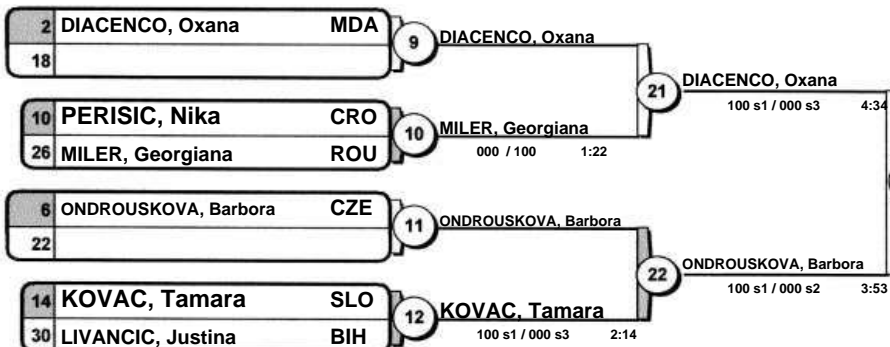 2 DIACENCO, Oxana MDA
18
9 DIACENCO, Oxana
10 PERISIC, Nika CRO
26 MILER, Georgiana ROU
10 MILER, Georgiana
000 / 100 1:22
21 DIACENCO, Oxana
100 s1 / 000 s3 4:34
6 ONDROUSKOVA, Barbora CZE
22
11 ONDROUSKOVA, Barbora
14 KOVAC, Tamara SLO
30 LIVANCIC, Justina BIH
12 KOVAC, Tamara
100 s1 / 000 s3 2:14
22 ONDROUSKOVA, Barbora
100 s1 / 000 s2 3:53